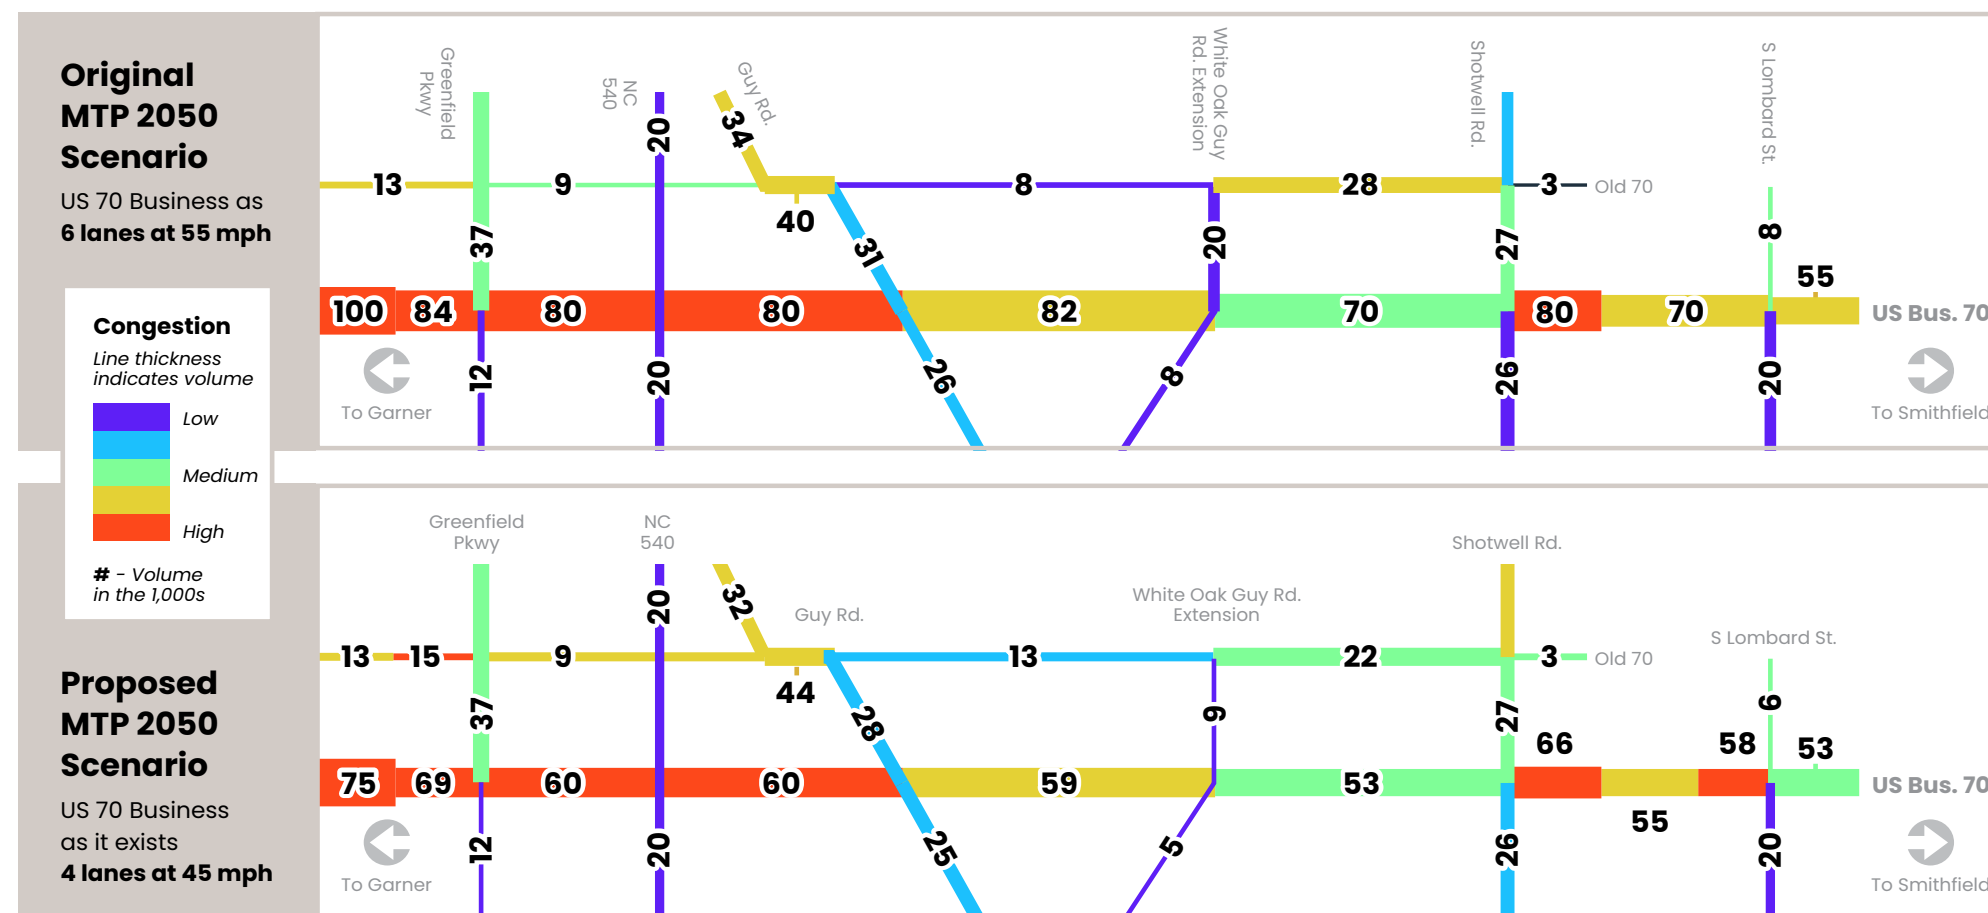 Original
MTP 2050
Scenario
US 70 Business as
6 lanes at 55 mph
Greenfield
Pkwy
NC
540
Guy Rd.
White Oak Guy
Rd. Extension
Shotwell Rd.
S Lombard St.
20
34
13
9
8
28
3
Old 70
40
37
31
20
27
8
55
100
84
80
80
82
70
80
70
US Bus. 70
12
20
26
8
26
20
To Garner
To Smithfield
Congestion
Line thickness
indicates volume
Low
Medium
High
# - Volume
in the 1,000s
Proposed
MTP 2050
Scenario
US 70 Business
as it exists
4 lanes at 45 mph
Greenfield
Pkwy
NC
540
Guy Rd.
White Oak Guy Rd.
Extension
Shotwell Rd.
S Lombard St.
20
32
13
15
9
13
22
3
Old 70
44
37
28
9
27
6
66
58
53
75
69
60
60
59
53
US Bus. 70
55
12
20
25
5
26
20
To Garner
To Smithfield